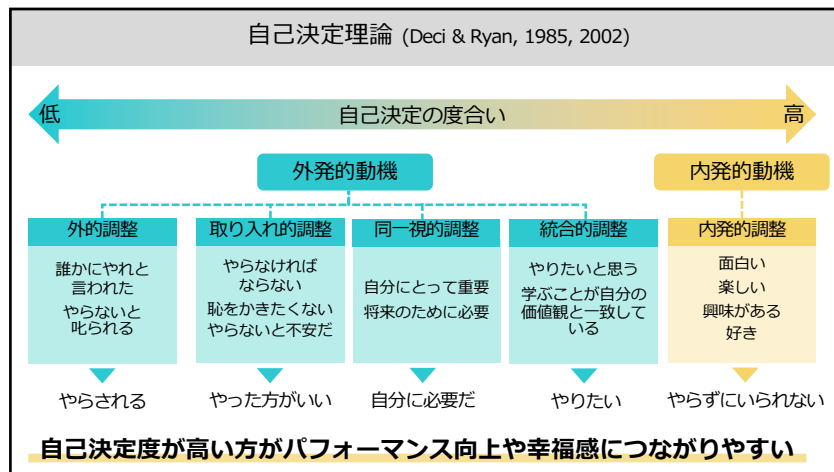 自己決定理論 (Deci & Ryan, 1985, 2002)
低 自己決定の度合い 高
外発的動機 内発的動機
外的調整
誰かにやれと
言われた
やらないと
叱られる
やらされる
取り入れ的調整
やらなければ
ならない
恥をかきたくない
やらないと不安だ
やった方がいい
同一視的調整
自分にとって重要
将来のために必要
自分に必要だ
統合的調整
やりたいと思う
学ぶことが自分の
価値観と一致して
いる
やりたい
内発的調整
面白い
楽しい
興味がある
好き
やらずにいられない
自己決定度が高い方がパフォーマンス向上や幸福感につながりやすい